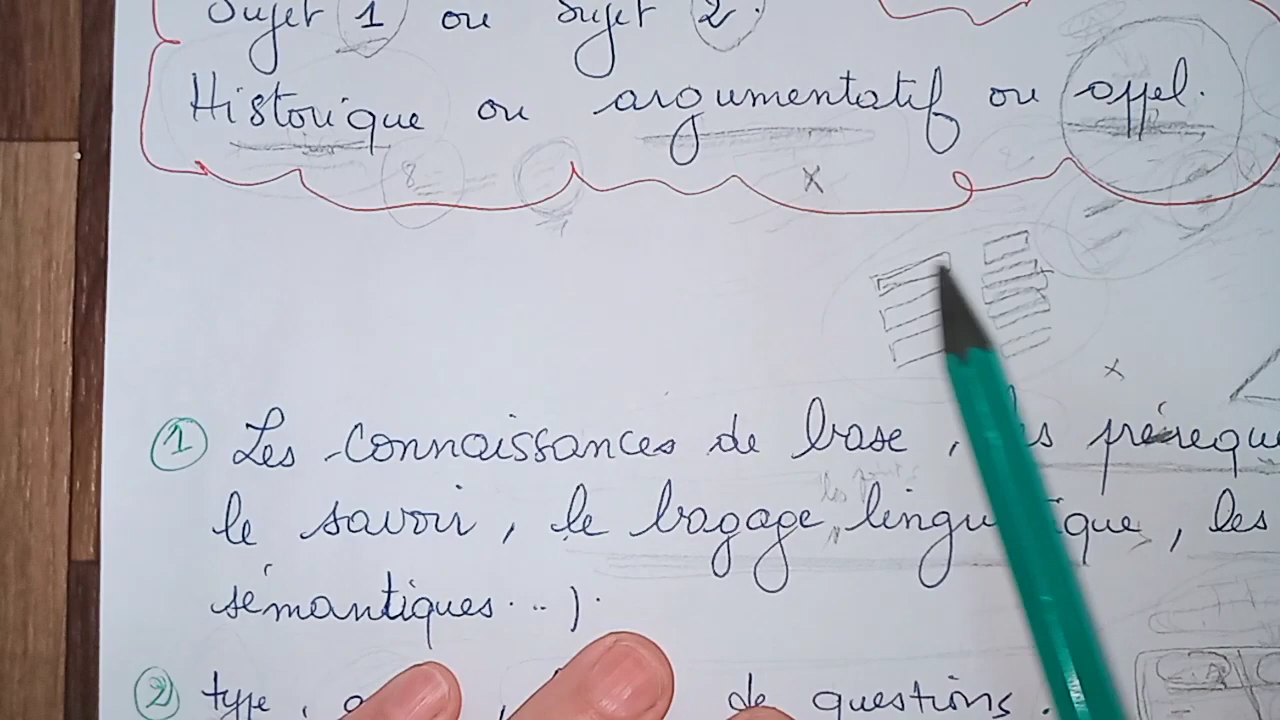 Sujet 1 ou Sujet 2.
Historique ou argumentatif ou appel.
8
① Les connaissances de base,
le savoir, le bagage, , les
sémantiques...).
② type, de questions.